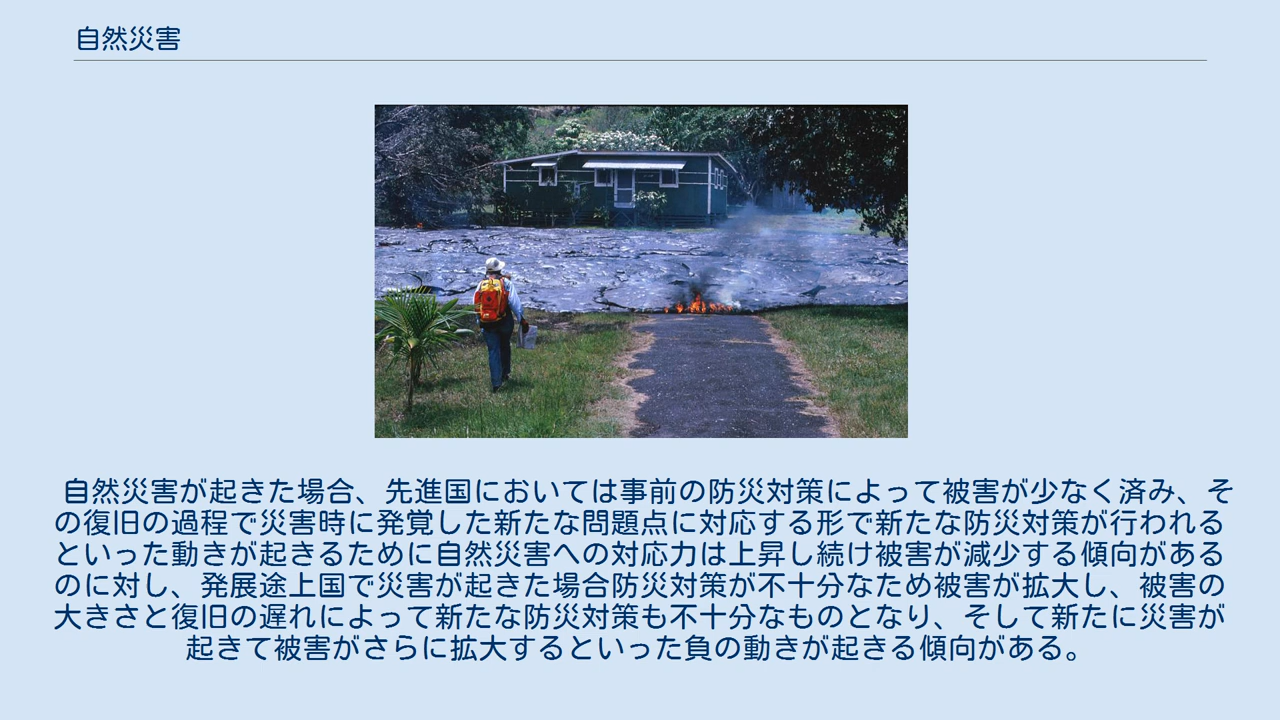 自然災害
自然災害が起きた場合、先進国においては事前の防災対策によって被害が少なく済み、そ
の復旧の過程で災害時に発覚した新たな問題点に対応する形で新たな防災対策が行われる
といった動きが起きるために自然災害への対応力は上昇し続け被害が減少する傾向がある
のに対し、発展途上国で災害が起きた場合防災対策が不十分なため被害が拡大し、被害の
大きさと復旧の遅れによって新たな防災対策も不十分なものとなり、そして新たに災害が
起きて被害がさらに拡大するといった負の動きが起きる傾向がある。